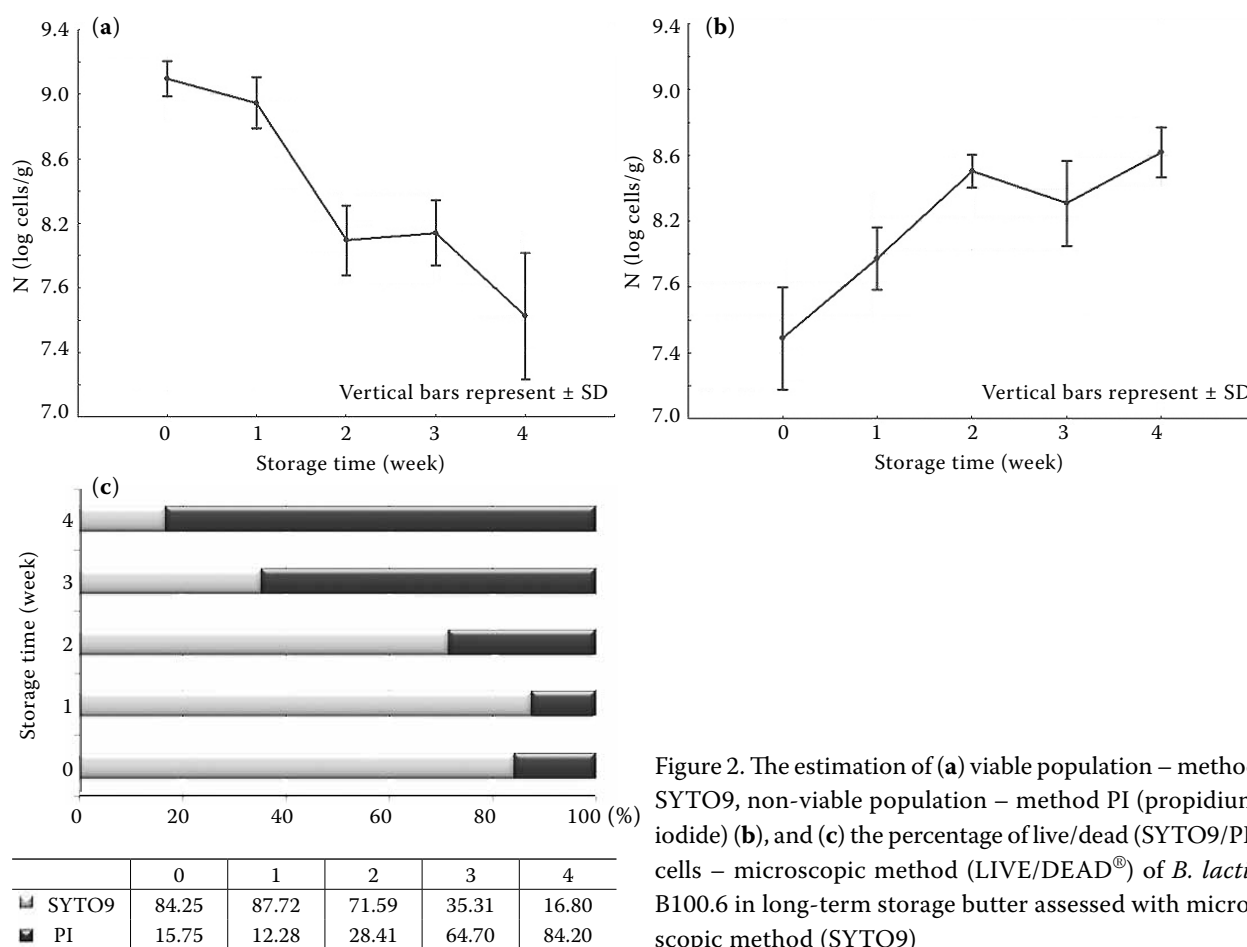 (a)
9.4
9.0
8.6
8.2
7.6
7.4
7.0
N (log cells/g)
Vertical bars represent ± SD
0 1 2 3 4
Storage time (week)
(b)
9.4
9.0
8.6
8.2
7.6
7.4
7.0
N (log cells/g)
Vertical bars represent ± SD
0 1 2 3 4
Storage time (week)
(c)
Storage time (week)
4
3
2
1
0
0 20 40 60 80 100 (%)
0 1 2 3 4
SYTO9 84.25 87.72 71.59 35.31 16.80
PI 15.75 12.28 28.41 64.70 84.20
Figure 2. The estimation of (a) viable population – metho
SYTO9, non-viable population – method PI (propidiun
iodide) (b), and (c) the percentage of live/dead (SYTO9/PI
cells – microscopic method (LIVE/DEAD®) of B. lacti
B100.6 in long-term storage butter assessed with micro
scopic method (SYTO9)